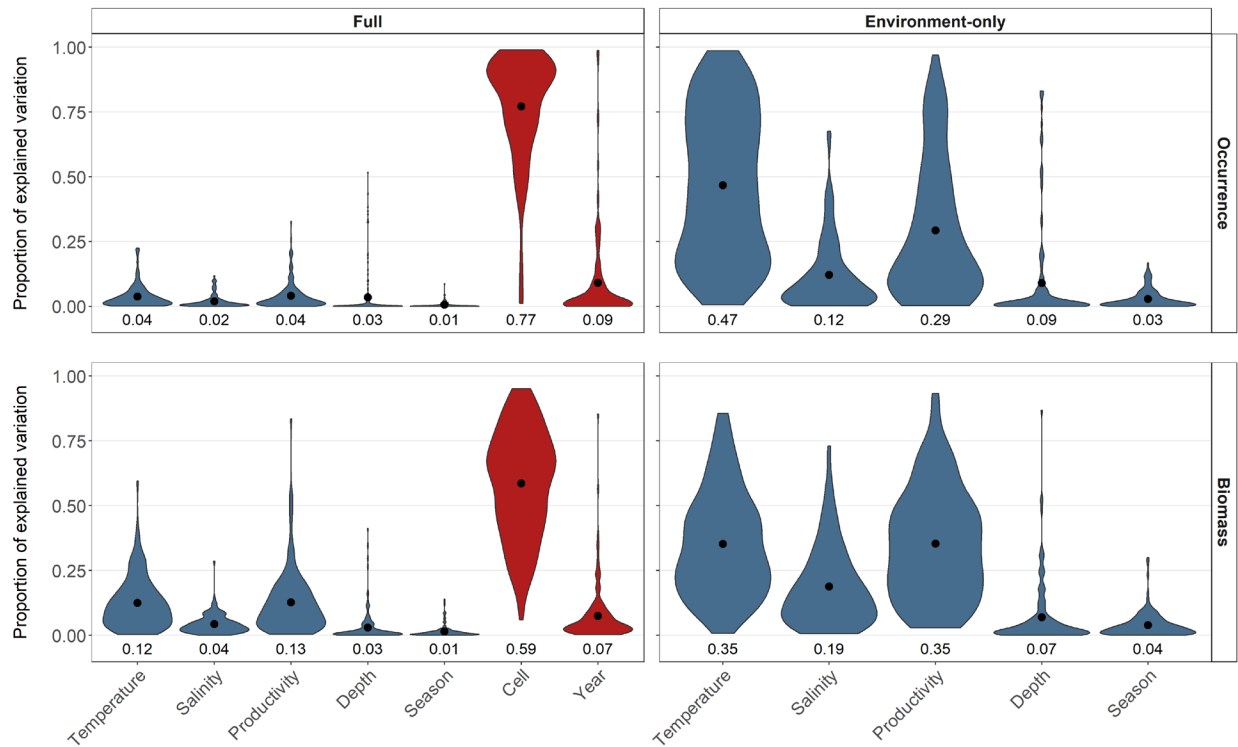 Full
Environment-only
Proportion of explained variation
1.00
0.75
0.50
0.25
0.00
0.04 0.02 0.04 0.03 0.01 0.77 0.09
0.47 0.12 0.29 0.09 0.03
Occurrence
Proportion of explained variation
1.00
0.75
0.50
0.25
0.00
0.12 0.04 0.13 0.03 0.01 0.59 0.07
0.35 0.19 0.35 0.07 0.04
Biomass
Temperature Salinity Productivity Depth Season Cell Year
Temperature Salinity Productivity Depth Season